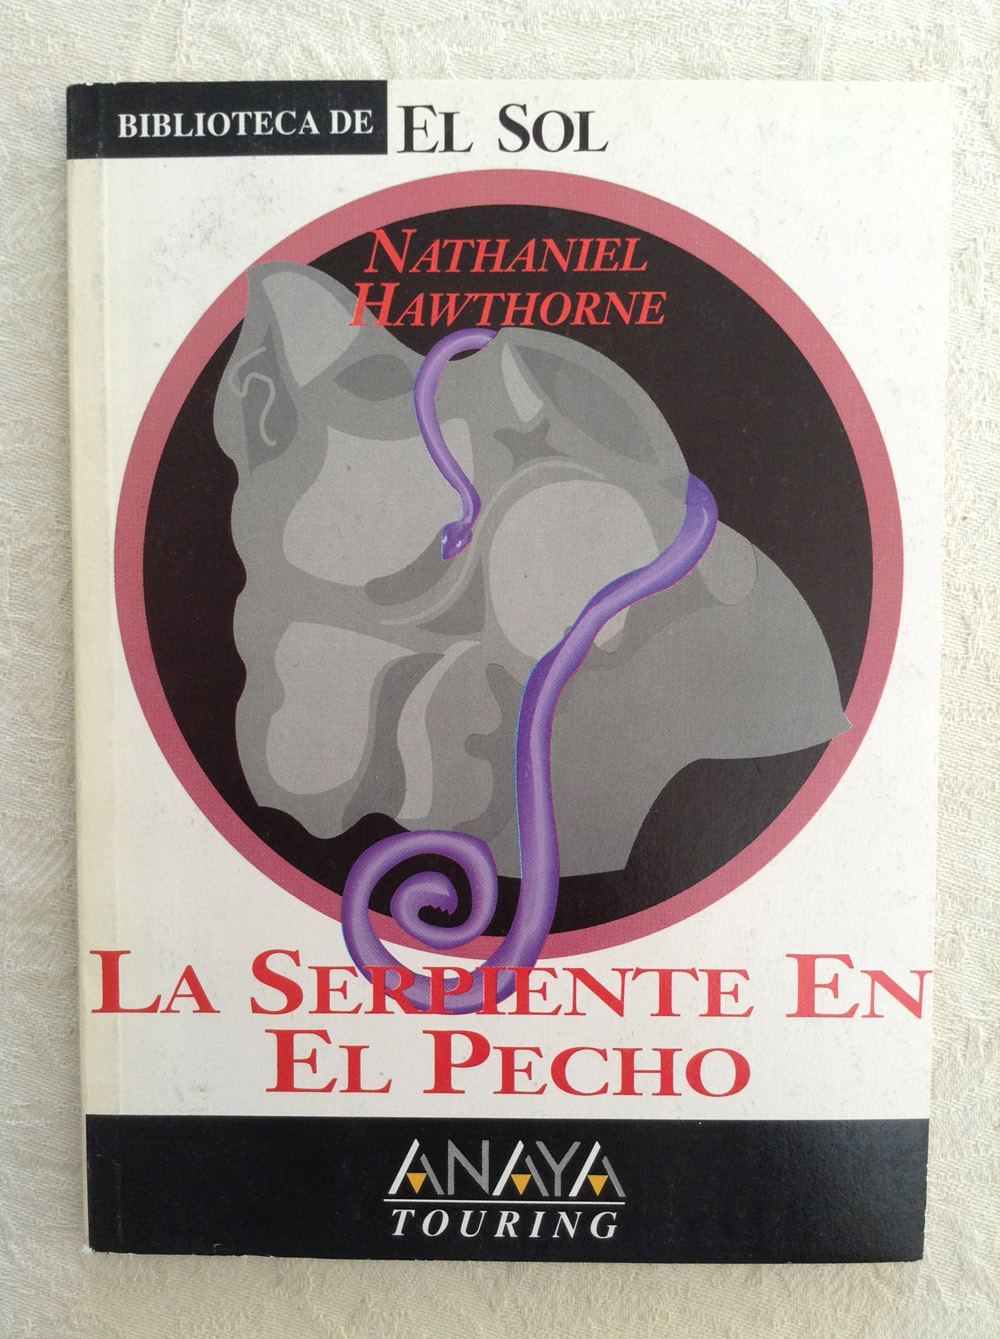 BIBLIOTECA DE EL SOL
NATHANIEL
HAWTHORNE
LA SERPIENTE EN
EL PECHO
ANAYA
TOURING